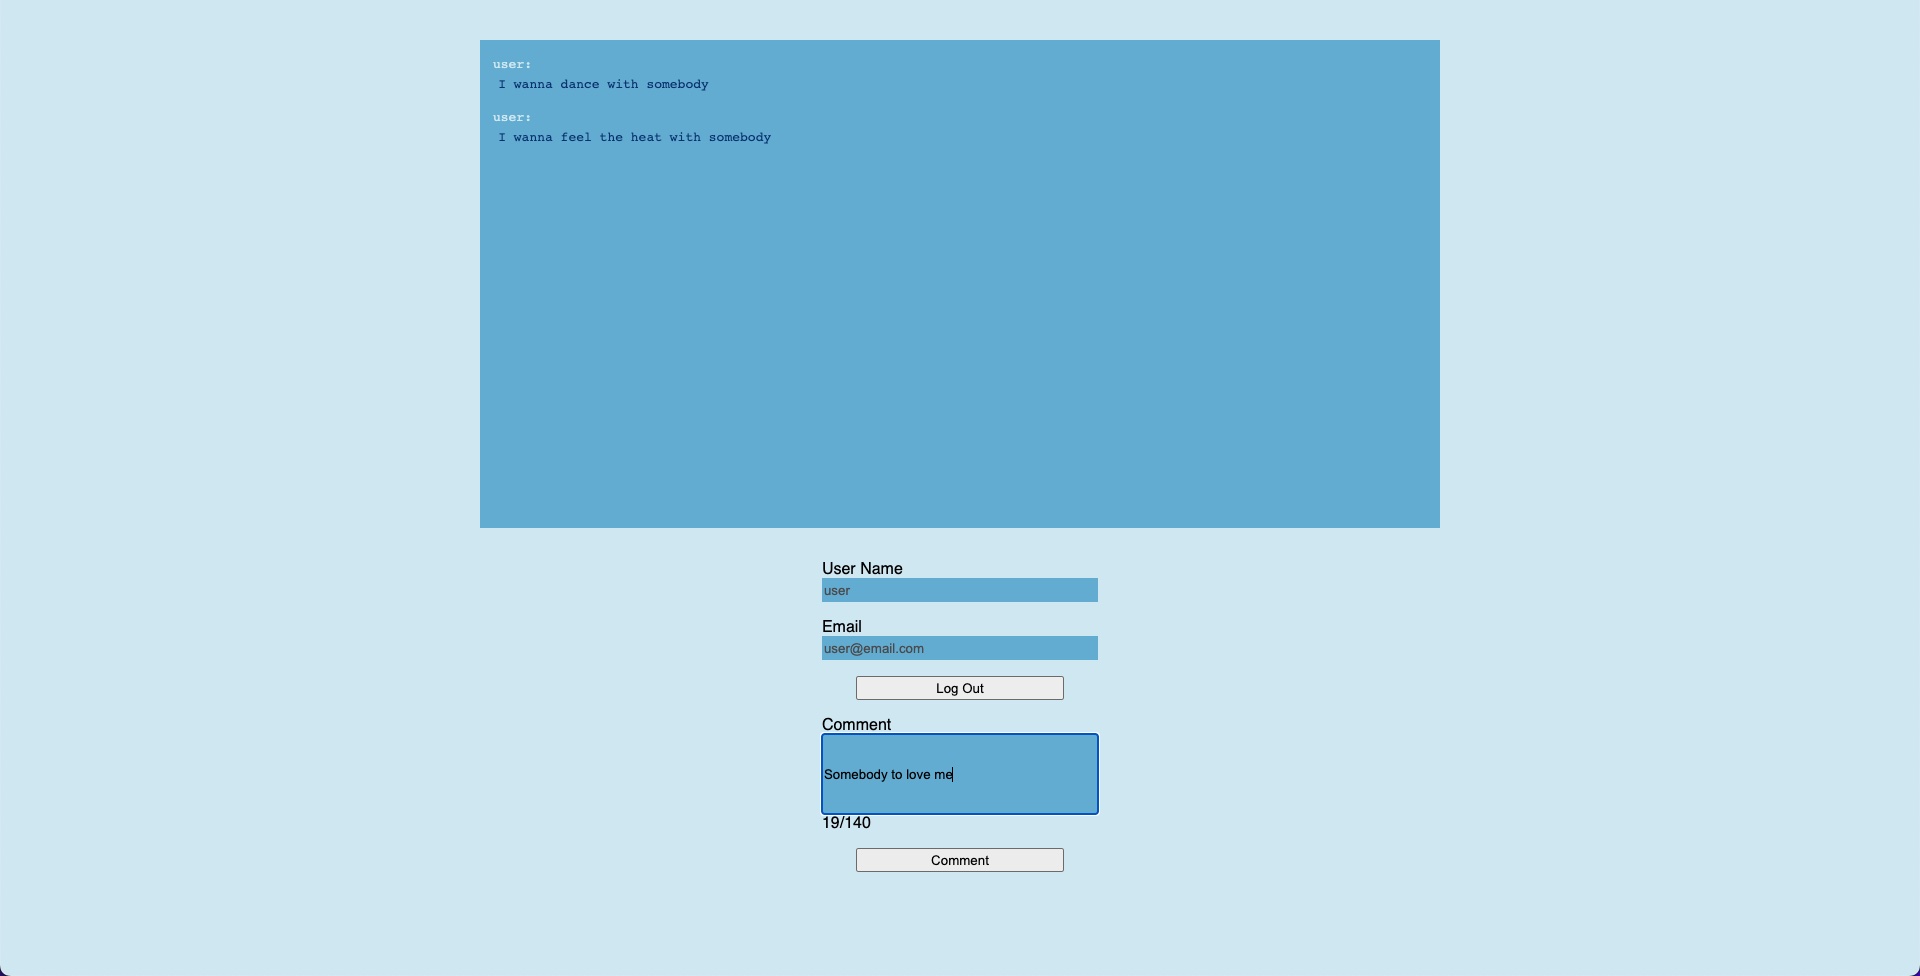 user:
I wanna dance with somebody
user:
I wanna feel the heat with somebody
User Name
user
Email
user@email.com
Log Out
Comment
Somebody to love me
19/140
Comment